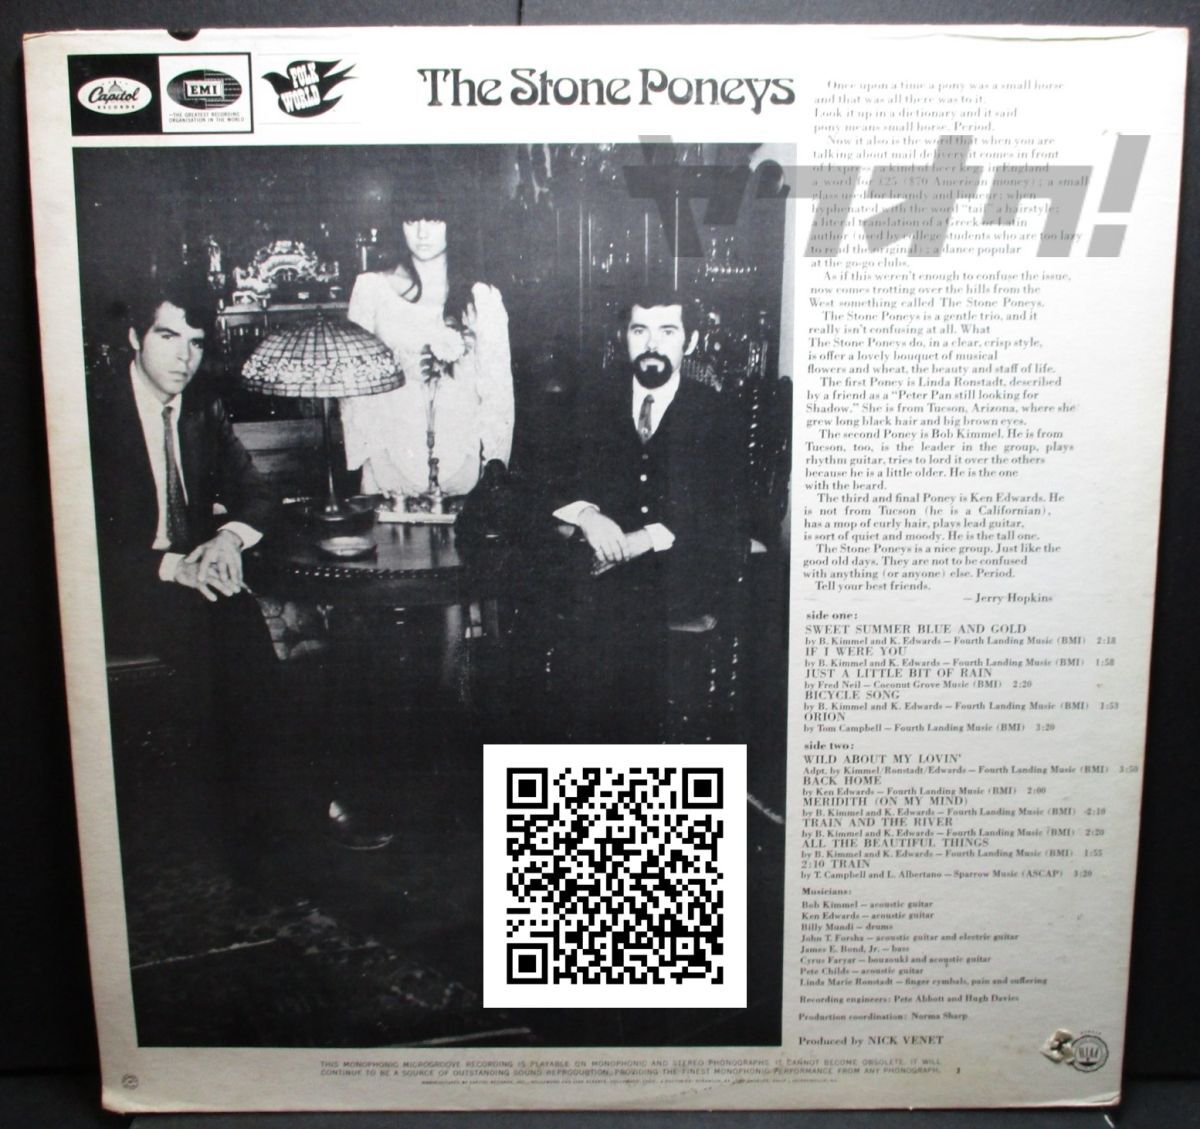 Capitol
RECORDS
EMI
—THE GREATEST RECORDING
ORGANISATION IN THE WORLD
FOLK
WORLD
The Stone Poneys
Once upon a time a pony was a small horse
and that was all there was to it.
Look it up in a dictionary and it said
pony means small horse. Period.
Now it also is the word that when you are
talking about mail delivery it comes in front
of Express; a kind of beer keg; in England
a word for £25 ($70 American money); a small
glass used for brandy and liqueur; when
hyphenated with the word "tail" a hairstyle;
a literal translation of a Greek or Latin
author (used by college students who are too lazy
to read the original); a dance popular
at the go-go clubs.
As if this weren't enough to confuse the issue,
now comes trotting over the hills from the
West something called The Stone Poneys.
The Stone Poneys is a gentle trio, and it
really isn't confusing at all. What
The Stone Poneys do, in a clear, crisp style,
is offer a lovely bouquet of musical
flowers and wheat, the beauty and staff of life.
The first Poney is Linda Ronstadt, described
by a friend as a "Peter Pan still looking for
Shadow." She is from Tucson, Arizona, where she
grew long black hair and big brown eyes.
The second Poney is Bob Kimmel. He is from
Tucson, too, is the leader in the group, plays
rhythm guitar, tries to lord it over the others
because he is a little older. He is the one
with the beard.
The third and final Poney is Ken Edwards. He
is not from Tucson (he is a Californian),
has a mop of curly hair, plays lead guitar,
is sort of quiet and moody. He is the tall one.
The Stone Poneys is a nice group. Just like the
good old days. They are not to be confused
with anything (or anyone) else. Period.
Tell your best friends.
— Jerry Hopkins
side one:
SWEET SUMMER BLUE AND GOLD
by B. Kimmel and K. Edwards — Fourth Landing Music (BMI) 2:18
IF I WERE YOU
by B. Kimmel and K. Edwards — Fourth Landing Music (BMI) 1:58
JUST A LITTLE BIT OF RAIN
by Fred Neil — Coconut Grove Music (BMI) 2:20
BICYCLE SONG
by B. Kimmel and K. Edwards — Fourth Landing Music (BMI) 1:53
ORION
by Tom Campbell — Fourth Landing Music (BMI) 3:20
side two:
WILD ABOUT MY LOVIN'
Adpt. by Kimmel/Ronstadt/Edwards — Fourth Landing Music (BMI) 3:50
BACK HOME
by Ken Edwards — Fourth Landing Music (BMI) 2:00
MERIDITH (ON MY MIND)
by B. Kimmel and K. Edwards — Fourth Landing Music (BMI) 2:10
TRAIN AND THE RIVER
by B. Kimmel and K. Edwards — Fourth Landing Music (BMI) 2:20
ALL THE BEAUTIFUL THINGS
by B. Kimmel and K. Edwards — Fourth Landing Music (BMI) 1:55
2:10 TRAIN
by T. Campbell and L. Albertano — Sparrow Music (ASCAP) 3:20
Musicians:
Bob Kimmel — acoustic guitar
Ken Edwards — acoustic guitar
Billy Mundi — drums
John T. Forsha — acoustic guitar and electric guitar
James E. Bond, Jr. — bass
Cyrus Faryar — bouzouki and acoustic guitar
Pete Childs — acoustic guitar
Linda Marie Ronstadt — finger cymbals, pain and suffering
Recording engineers: Pete Abbott and Hugh Davies
Production coordination: Norma Sharp
Produced by NICK VENET
THIS MONOPHONIC MICROGROOVE RECORDING IS PLAYABLE ON MONOPHONIC AND STEREO PHONOGRAPHS. IT CANNOT BECOME OBSOLETE. IT WILL
CONTINUE TO BE A SOURCE OF OUTSTANDING SOUND REPRODUCTION, PROVIDING THE FINEST MONOPHONIC PERFORMANCE FROM ANY PHONOGRAPH. 2